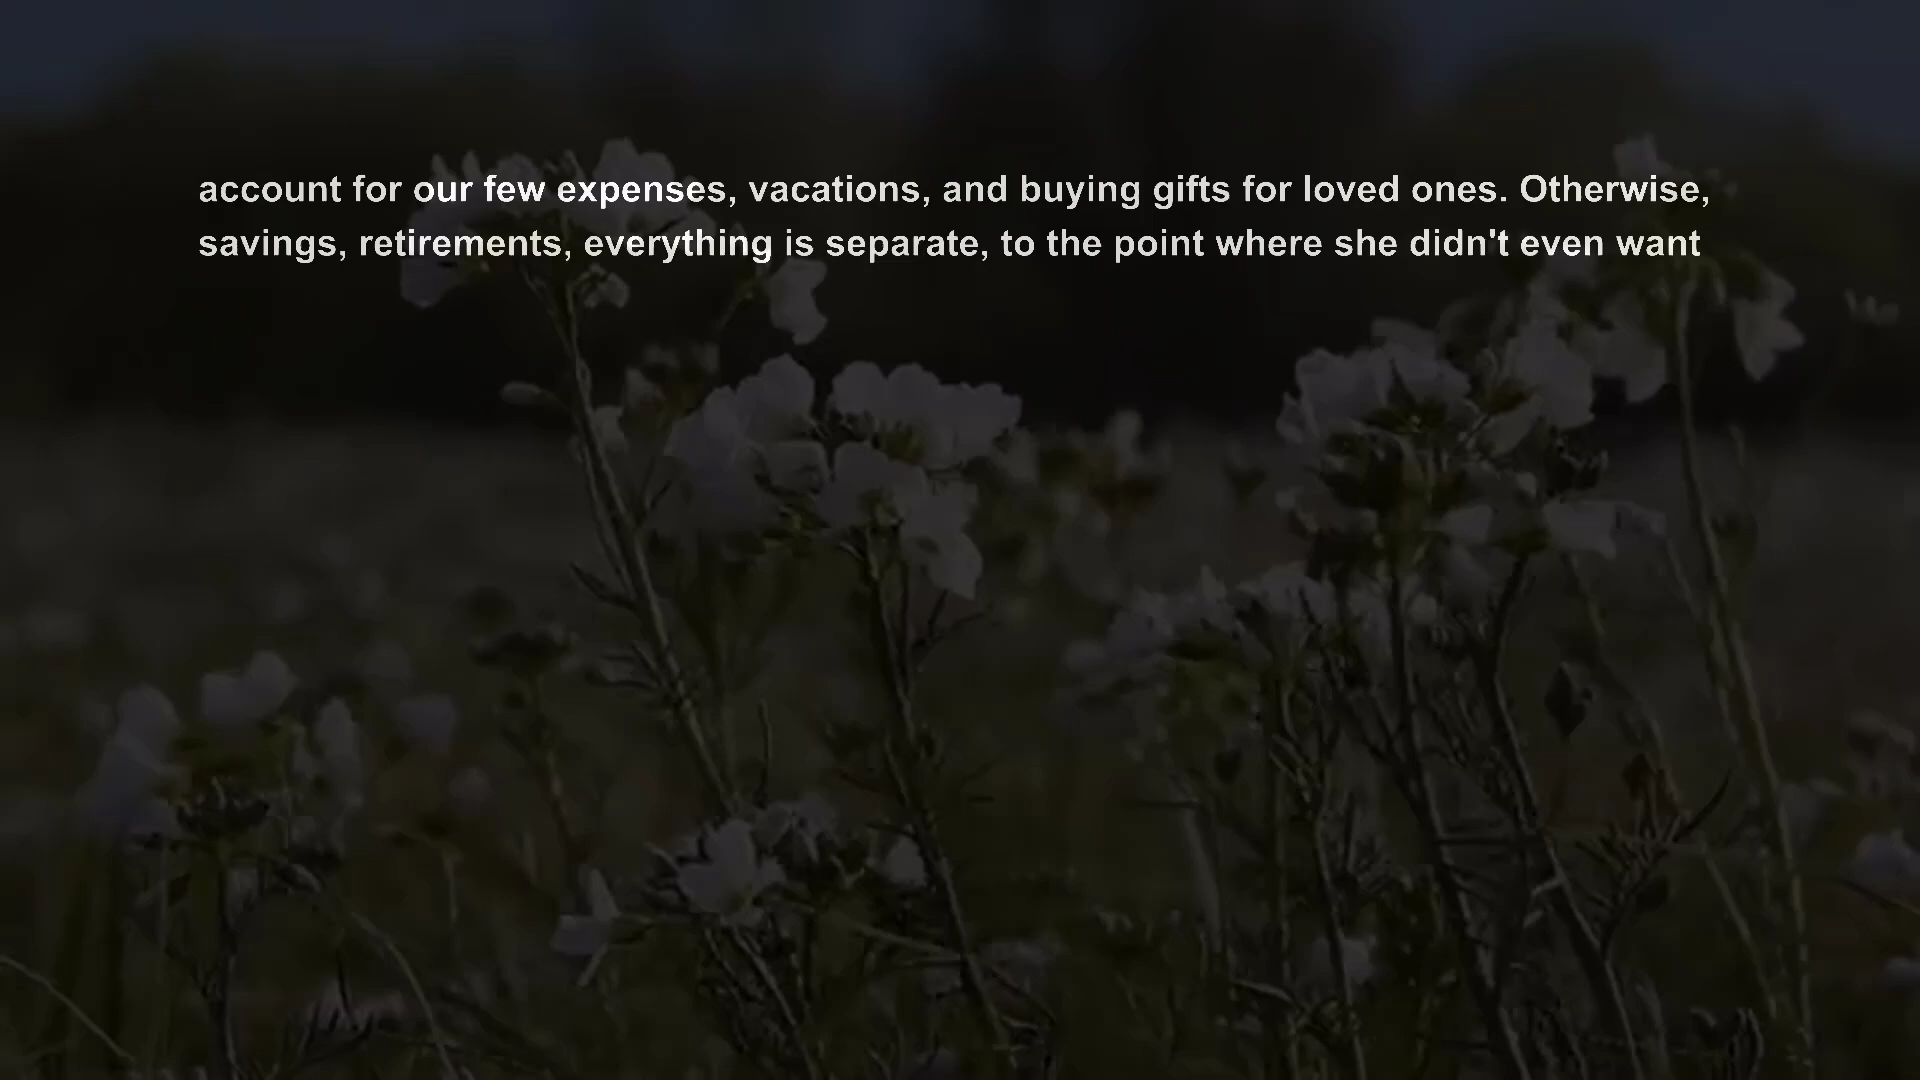 account for our few expenses, vacations, and buying gifts for loved ones. Otherwise,
savings, retirements, everything is separate, to the point where she didn't even want